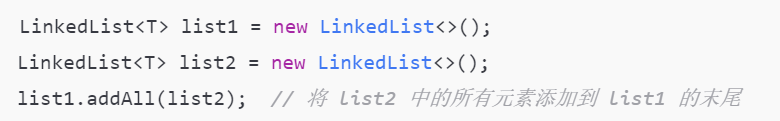 LinkedList<T> list1 = new LinkedList<>();
LinkedList<T> list2 = new LinkedList<>();
list1.addAll(list2);  // 将 list2 中的所有元素添加到 list1 的末尾